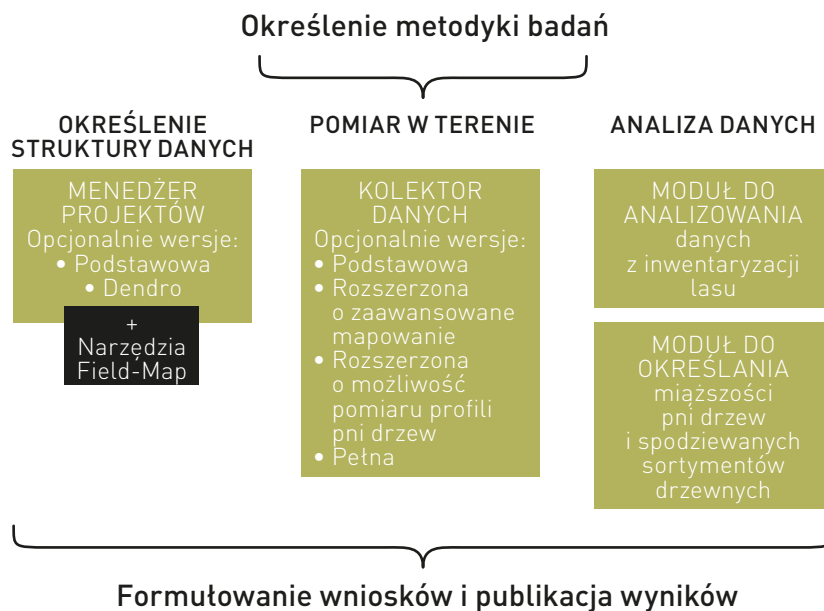 Określenie metodyki badań
OKREŚLENIE
STRUKTURY DANYCH
MENEDŻER
PROJEKTÓW
Opcjonalnie wersje:
• Podstawowa
• Dendro
+
Narzędzia
Field-Map
POMIAR W TERENIE
KOLEKTOR
DANYCH
Opcjonalnie wersje:
• Podstawowa
• Rozszerzona
o zaawansowane
mapowanie
• Rozszerzona
o możliwość
pomiaru profili
pni drzew
• Pełna
ANALIZA DANYCH
MODUŁ DO
ANALIZOWANIA
danych
z inwentaryzacji
lasu
MODUŁ DO
OKREŚLANIA
miąższości
pni drzew
i spodziewanych
sortymentów
drzewnych
Formułowanie wniosków i publikacja wyników